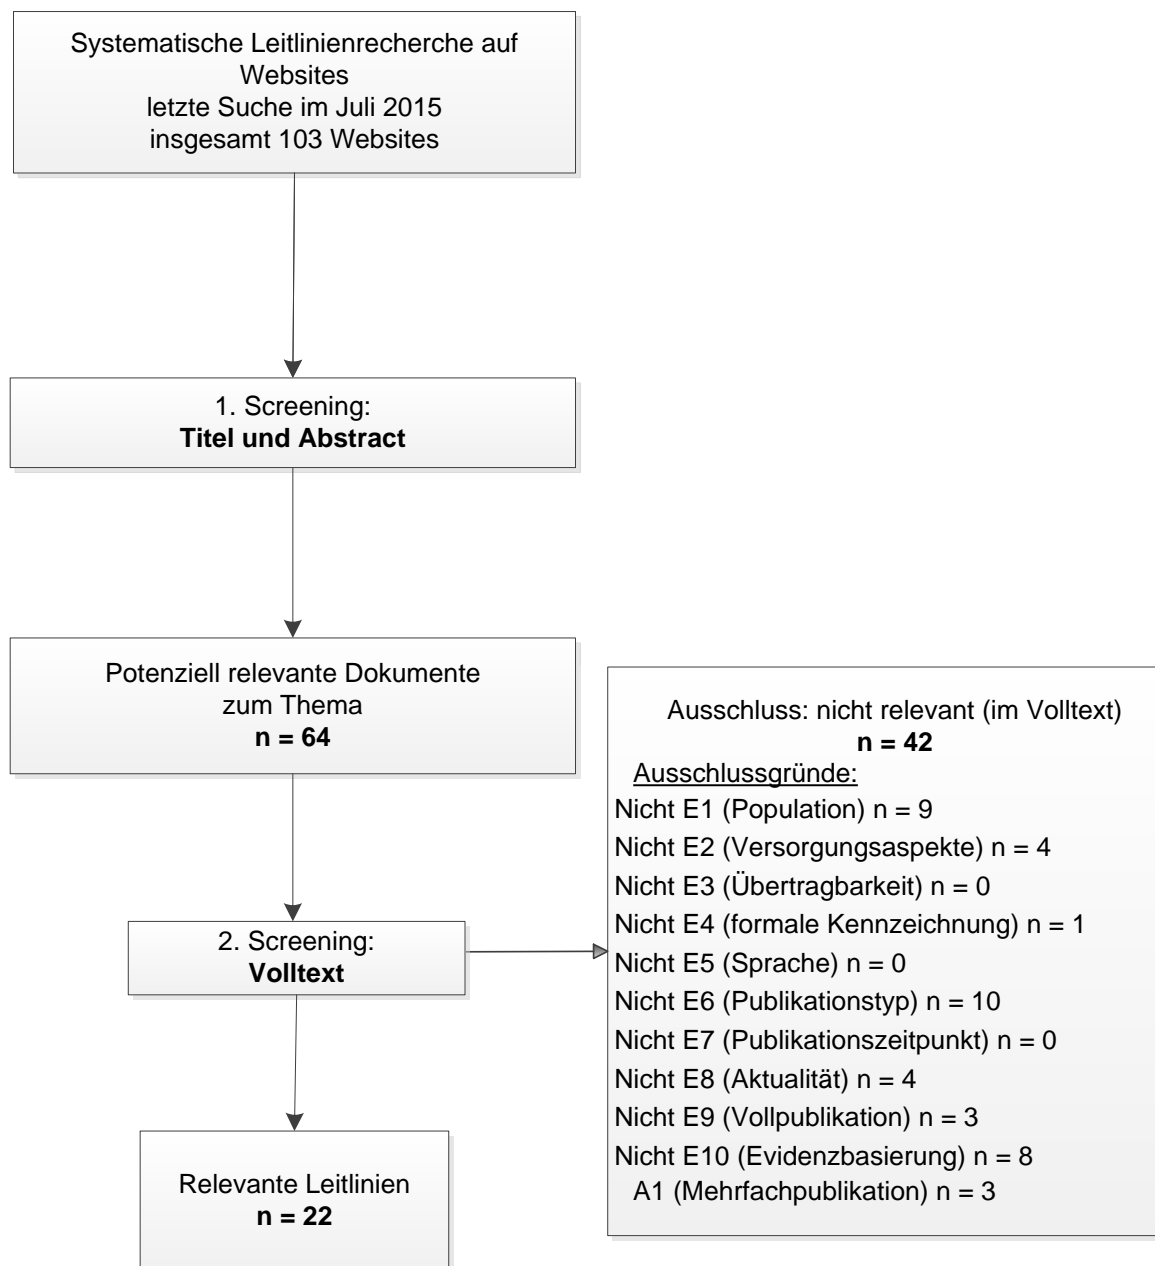 Systematische Leitlinienrecherche auf
Websites
letzte Suche im Juli 2015
insgesamt 103 Websites
1. Screening:
Titel und Abstract
Potenziell relevante Dokumente
zum Thema
n = 64
2. Screening:
Volltext
Ausschluss: nicht relevant (im Volltext)
n = 42
Ausschlussgründe:
Nicht E1 (Population) n = 9
Nicht E2 (Versorgungsaspekte) n = 4
Nicht E3 (Übertragbarkeit) n = 0
Nicht E4 (formale Kennzeichnung) n = 1
Nicht E5 (Sprache) n = 0
Nicht E6 (Publikationstyp) n = 10
Nicht E7 (Publikationszeitpunkt) n = 0
Nicht E8 (Aktualität) n = 4
Nicht E9 (Vollpublikation) n = 3
Nicht E10 (Evidenzbasierung) n = 8
A1 (Mehrfachpublikation) n = 3
Relevante Leitlinien
n = 22